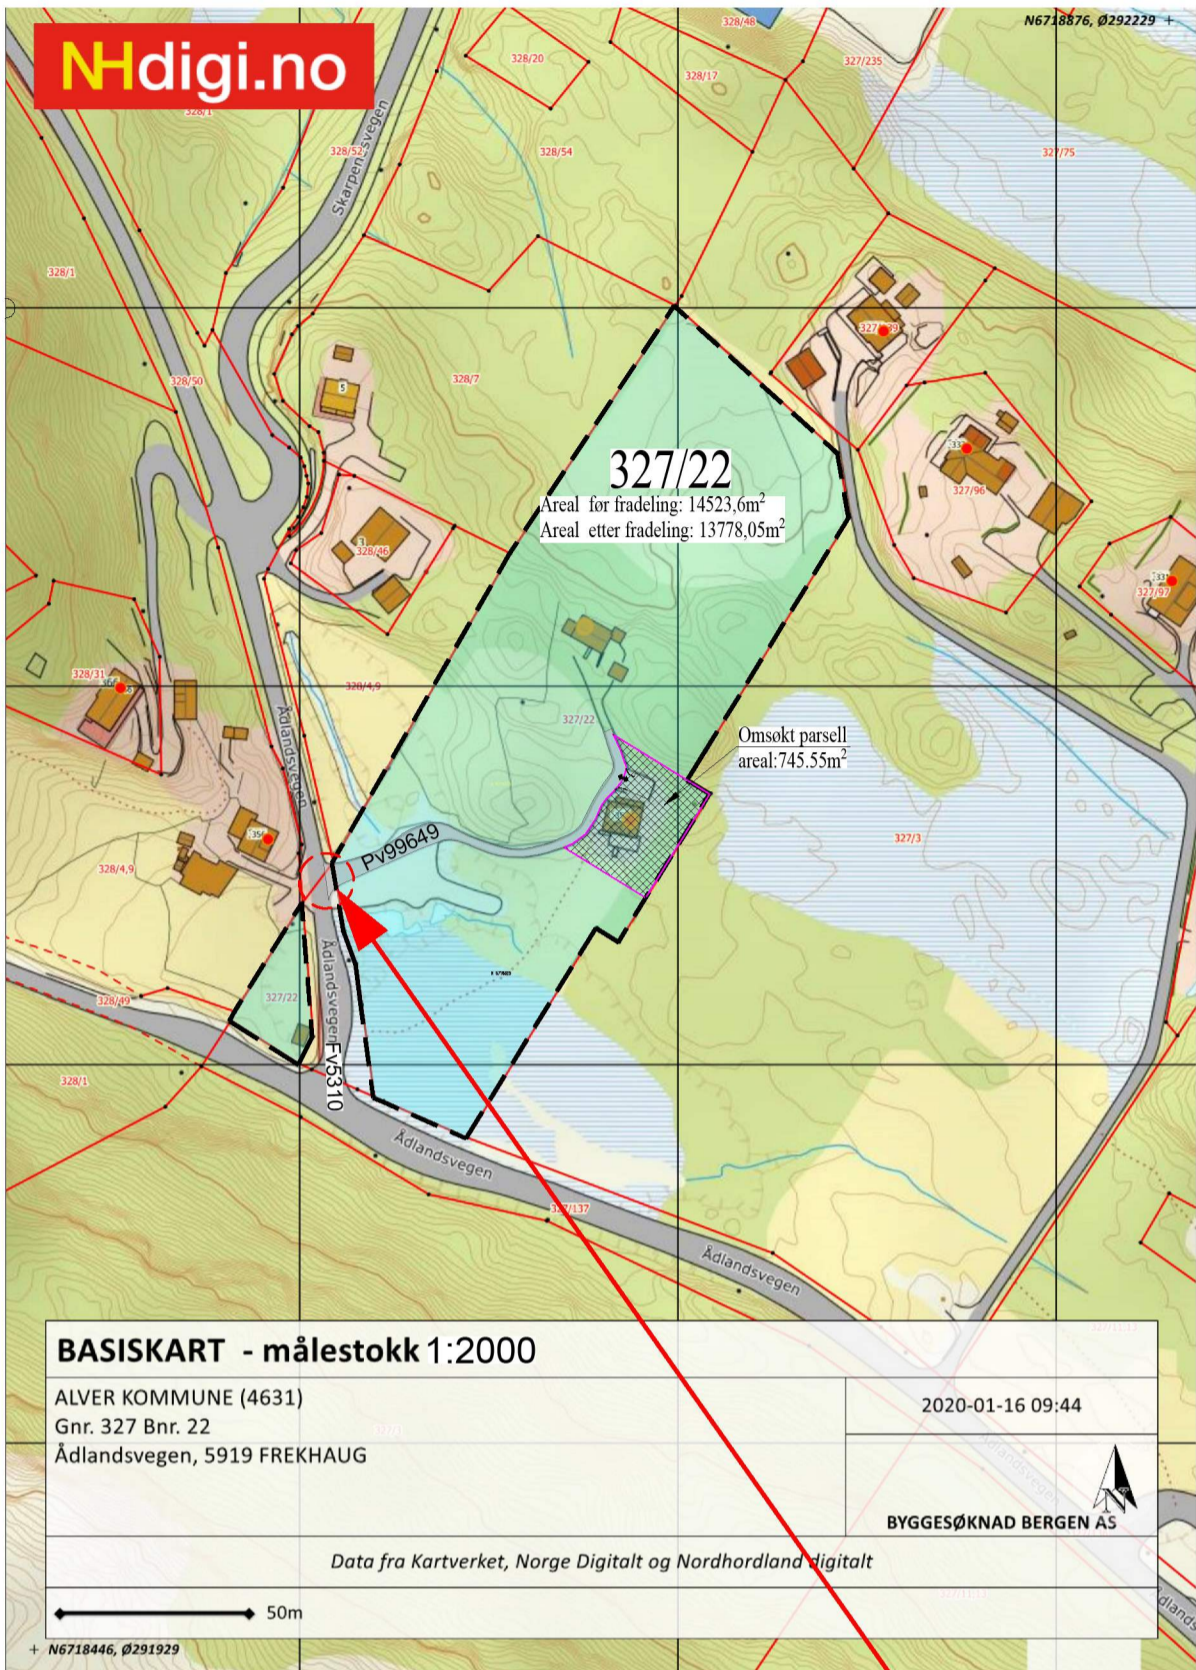 NHdigi.no
N6718876, Ø292229
328/48
328/20
328/17
327/235
328/1
328/52
328/54
327/75
Skarpenesvegen
328/1
328/50
5
328/7
327/22
Areal før fradeling: 14523,6m²
Areal etter fradeling: 13778,05m²
327/96
327/97
3
328/46
328/31
328/4,9
327/22
Ådlandsvegen
Omsøkt parsell
areal:745.55m²
356
Pv99649
327/3
328/4,9
Ådlandsvegen
Fv5310
327/22
328/49
328/1
Ådlandsvegen
327/137
Ådlandsvegen
BASISKART - målestokk 1:2000
ALVER KOMMUNE (4631)
Gnr. 327 Bnr. 22
Ådlandsvegen, 5919 FREKHAUG
2020-01-16 09:44
Ådlandsvegen
N
BYGGESØKNAD BERGEN AS
Data fra Kartverket, Norge Digitalt og Nordhordland digitalt
50m
N6718446, Ø291929